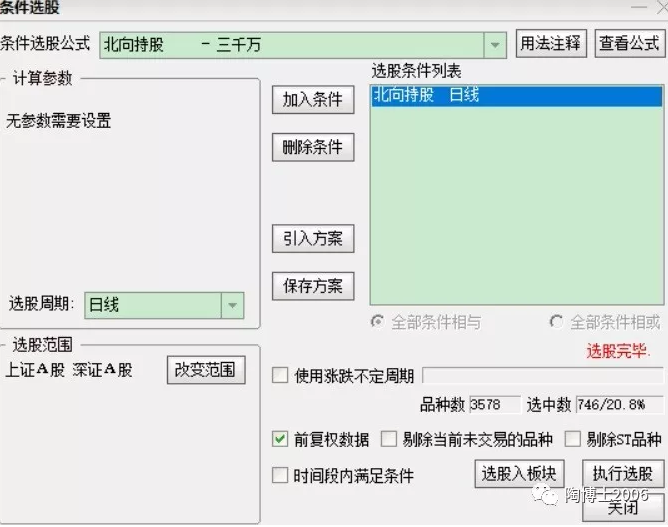 条件选股
条件选股公式 北向持股 - 三千万 用法注释 查看公式
计算参数
无参数需要设置
选股周期: 日线
加入条件
删除条件
引入方案
保存方案
选股条件列表
北向持股 日线
全部条件相与 全部条件相或
选股范围
上证A股 深证A股 改变范围
选股完毕.
使用涨跌不定周期
品种数 3578 选中数 746/20.8%
前复权数据 剔除当前未交易的品种 剔除ST品种
时间段内满足条件 选股入板块 执行选股
陶博士2006
关闭